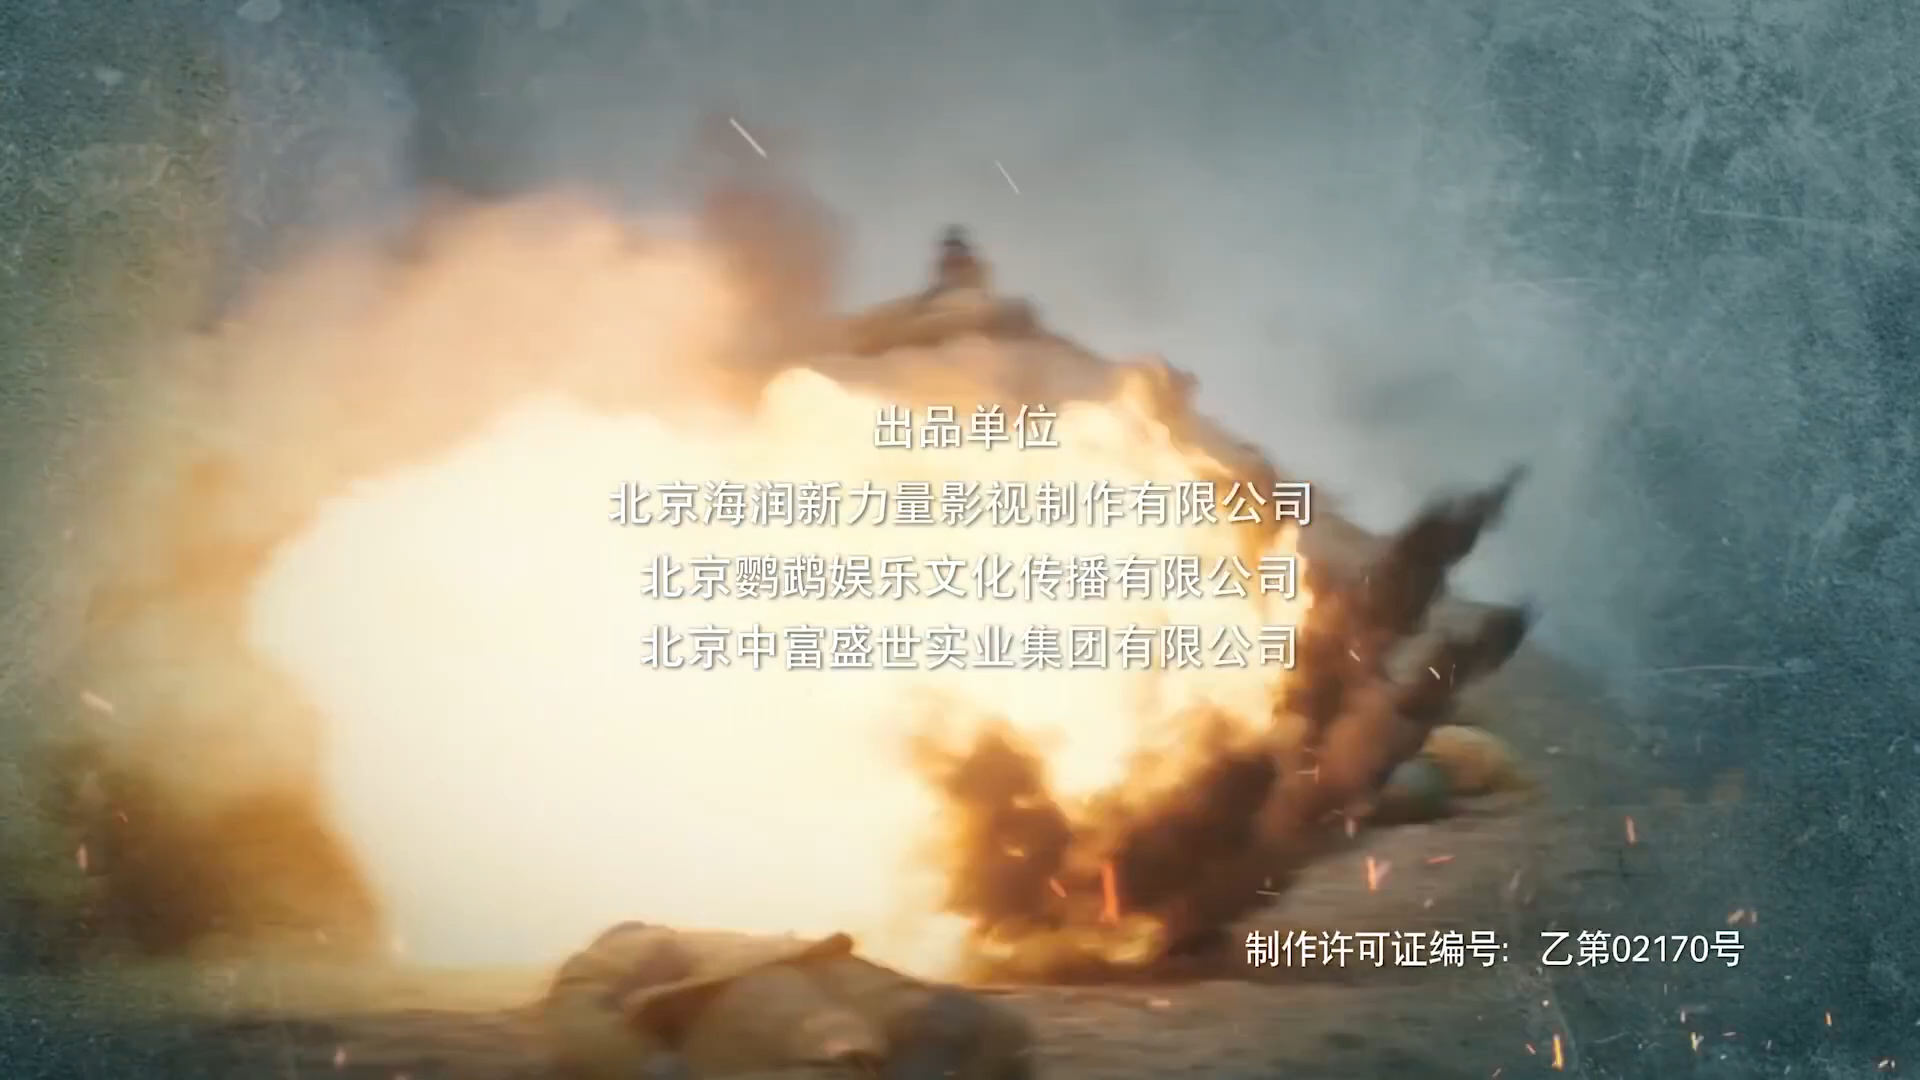 出品单位
北京海润新力量影视制作有限公司
北京鹦鹉娱乐文化传播有限公司
北京中富盛世实业集团有限公司
制作许可证编号: 乙第02170号